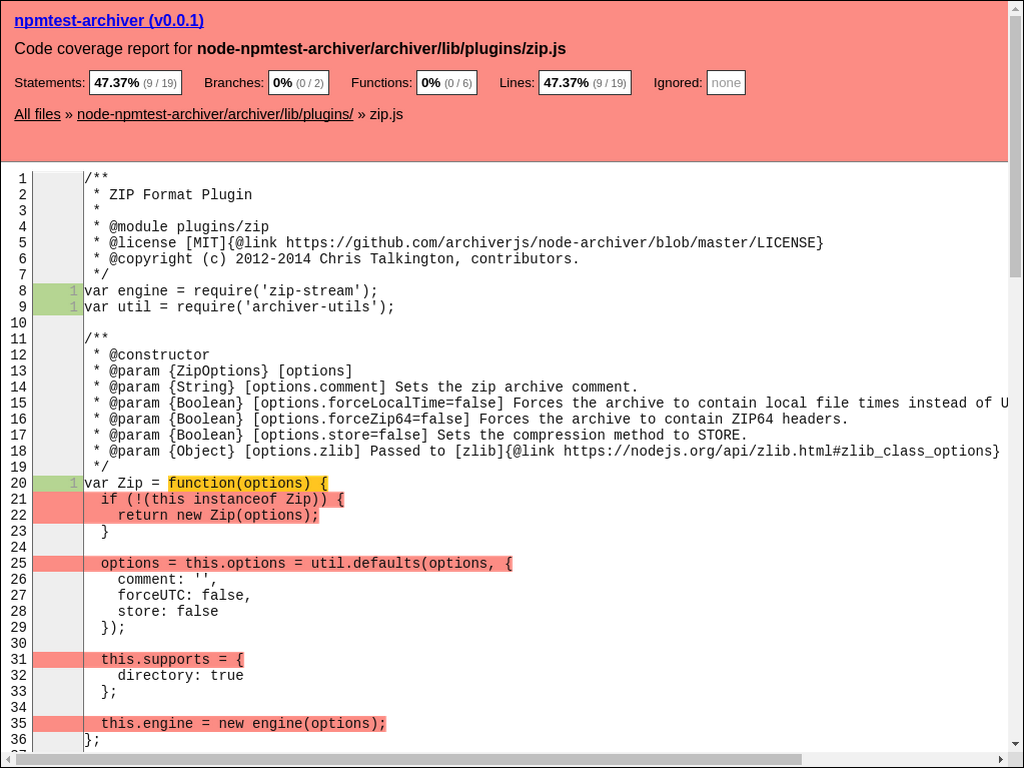 npmtest-archiver (v0.0.1)
Code coverage report for node-npmtest-archiver/archiver/lib/plugins/zip.js
Statements: 47.37% (9 / 19) Branches: 0% (0 / 2) Functions: 0% (0 / 6) Lines: 47.37% (9 / 19) Ignored: none
All files » node-npmtest-archiver/archiver/lib/plugins/ » zip.js
1 /**
2  * ZIP Format Plugin
3  *
4  * @module plugins/zip
5  * @license [MIT]{@link https://github.com/archiverjs/node-archiver/blob/master/LICENSE}
6  * @copyright (c) 2012-2014 Chris Talkington, contributors.
7  */
8 1 var engine = require('zip-stream');
9 1 var util = require('archiver-utils');
10
11 /**
12  * @constructor
13  * @param {ZipOptions} [options]
14  * @param {String} [options.comment] Sets the zip archive comment.
15  * @param {Boolean} [options.forceLocalTime=false] Forces the archive to contain local file times instead of U
16  * @param {Boolean} [options.forceZip64=false] Forces the archive to contain ZIP64 headers.
17  * @param {Boolean} [options.store=false] Sets the compression method to STORE.
18  * @param {Object} [options.zlib] Passed to [zlib]{@link https://nodejs.org/api/zlib.html#zlib_class_options}
19  */
20 1 var Zip = function(options) {
21   if (!(this instanceof Zip)) {
22     return new Zip(options);
23   }
24
25   options = this.options = util.defaults(options, {
26     comment: '',
27     forceUTC: false,
28     store: false
29   });
30
31   this.supports = {
32     directory: true
33   };
34
35   this.engine = new engine(options);
36 };